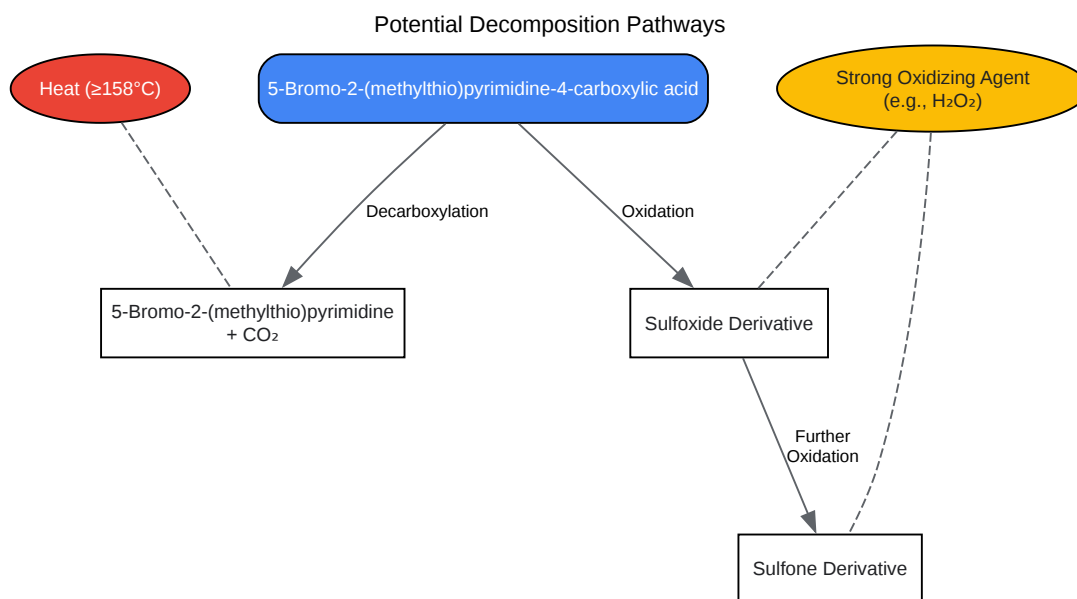 Potential Decomposition Pathways
Heat (≥158°C)
5-Bromo-2-(methylthio)pyrimidine-4-carboxylic acid
Strong Oxidizing Agent
(e.g., H₂O₂)
Decarboxylation
Oxidation
5-Bromo-2-(methylthio)pyrimidine
+ CO₂
Sulfoxide Derivative
Further
Oxidation
Sulfone Derivative